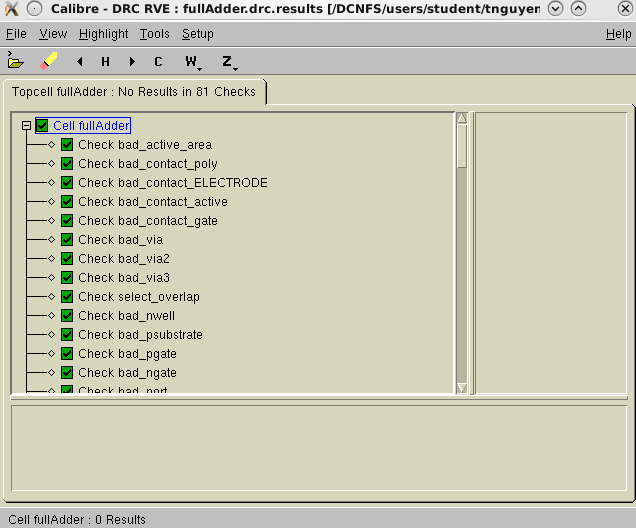 Calibre - DRC RVE : fullAdder.drc.results [/DCNFS/users/student/tnguyen
File View Highlight Tools Setup Help
H C W Z
Topcell fullAdder : No Results in 81 Checks
Cell fullAdder
Check bad_active_area
Check bad_contact_poly
Check bad_contact_ELECTRODE
Check bad_contact_active
Check bad_contact_gate
Check bad_via
Check bad_via2
Check bad_via3
Check select_overlap
Check bad_nwell
Check bad_psubstrate
Check bad_pgate
Check bad_ngate
Check
Cell fullAdder : 0 Results